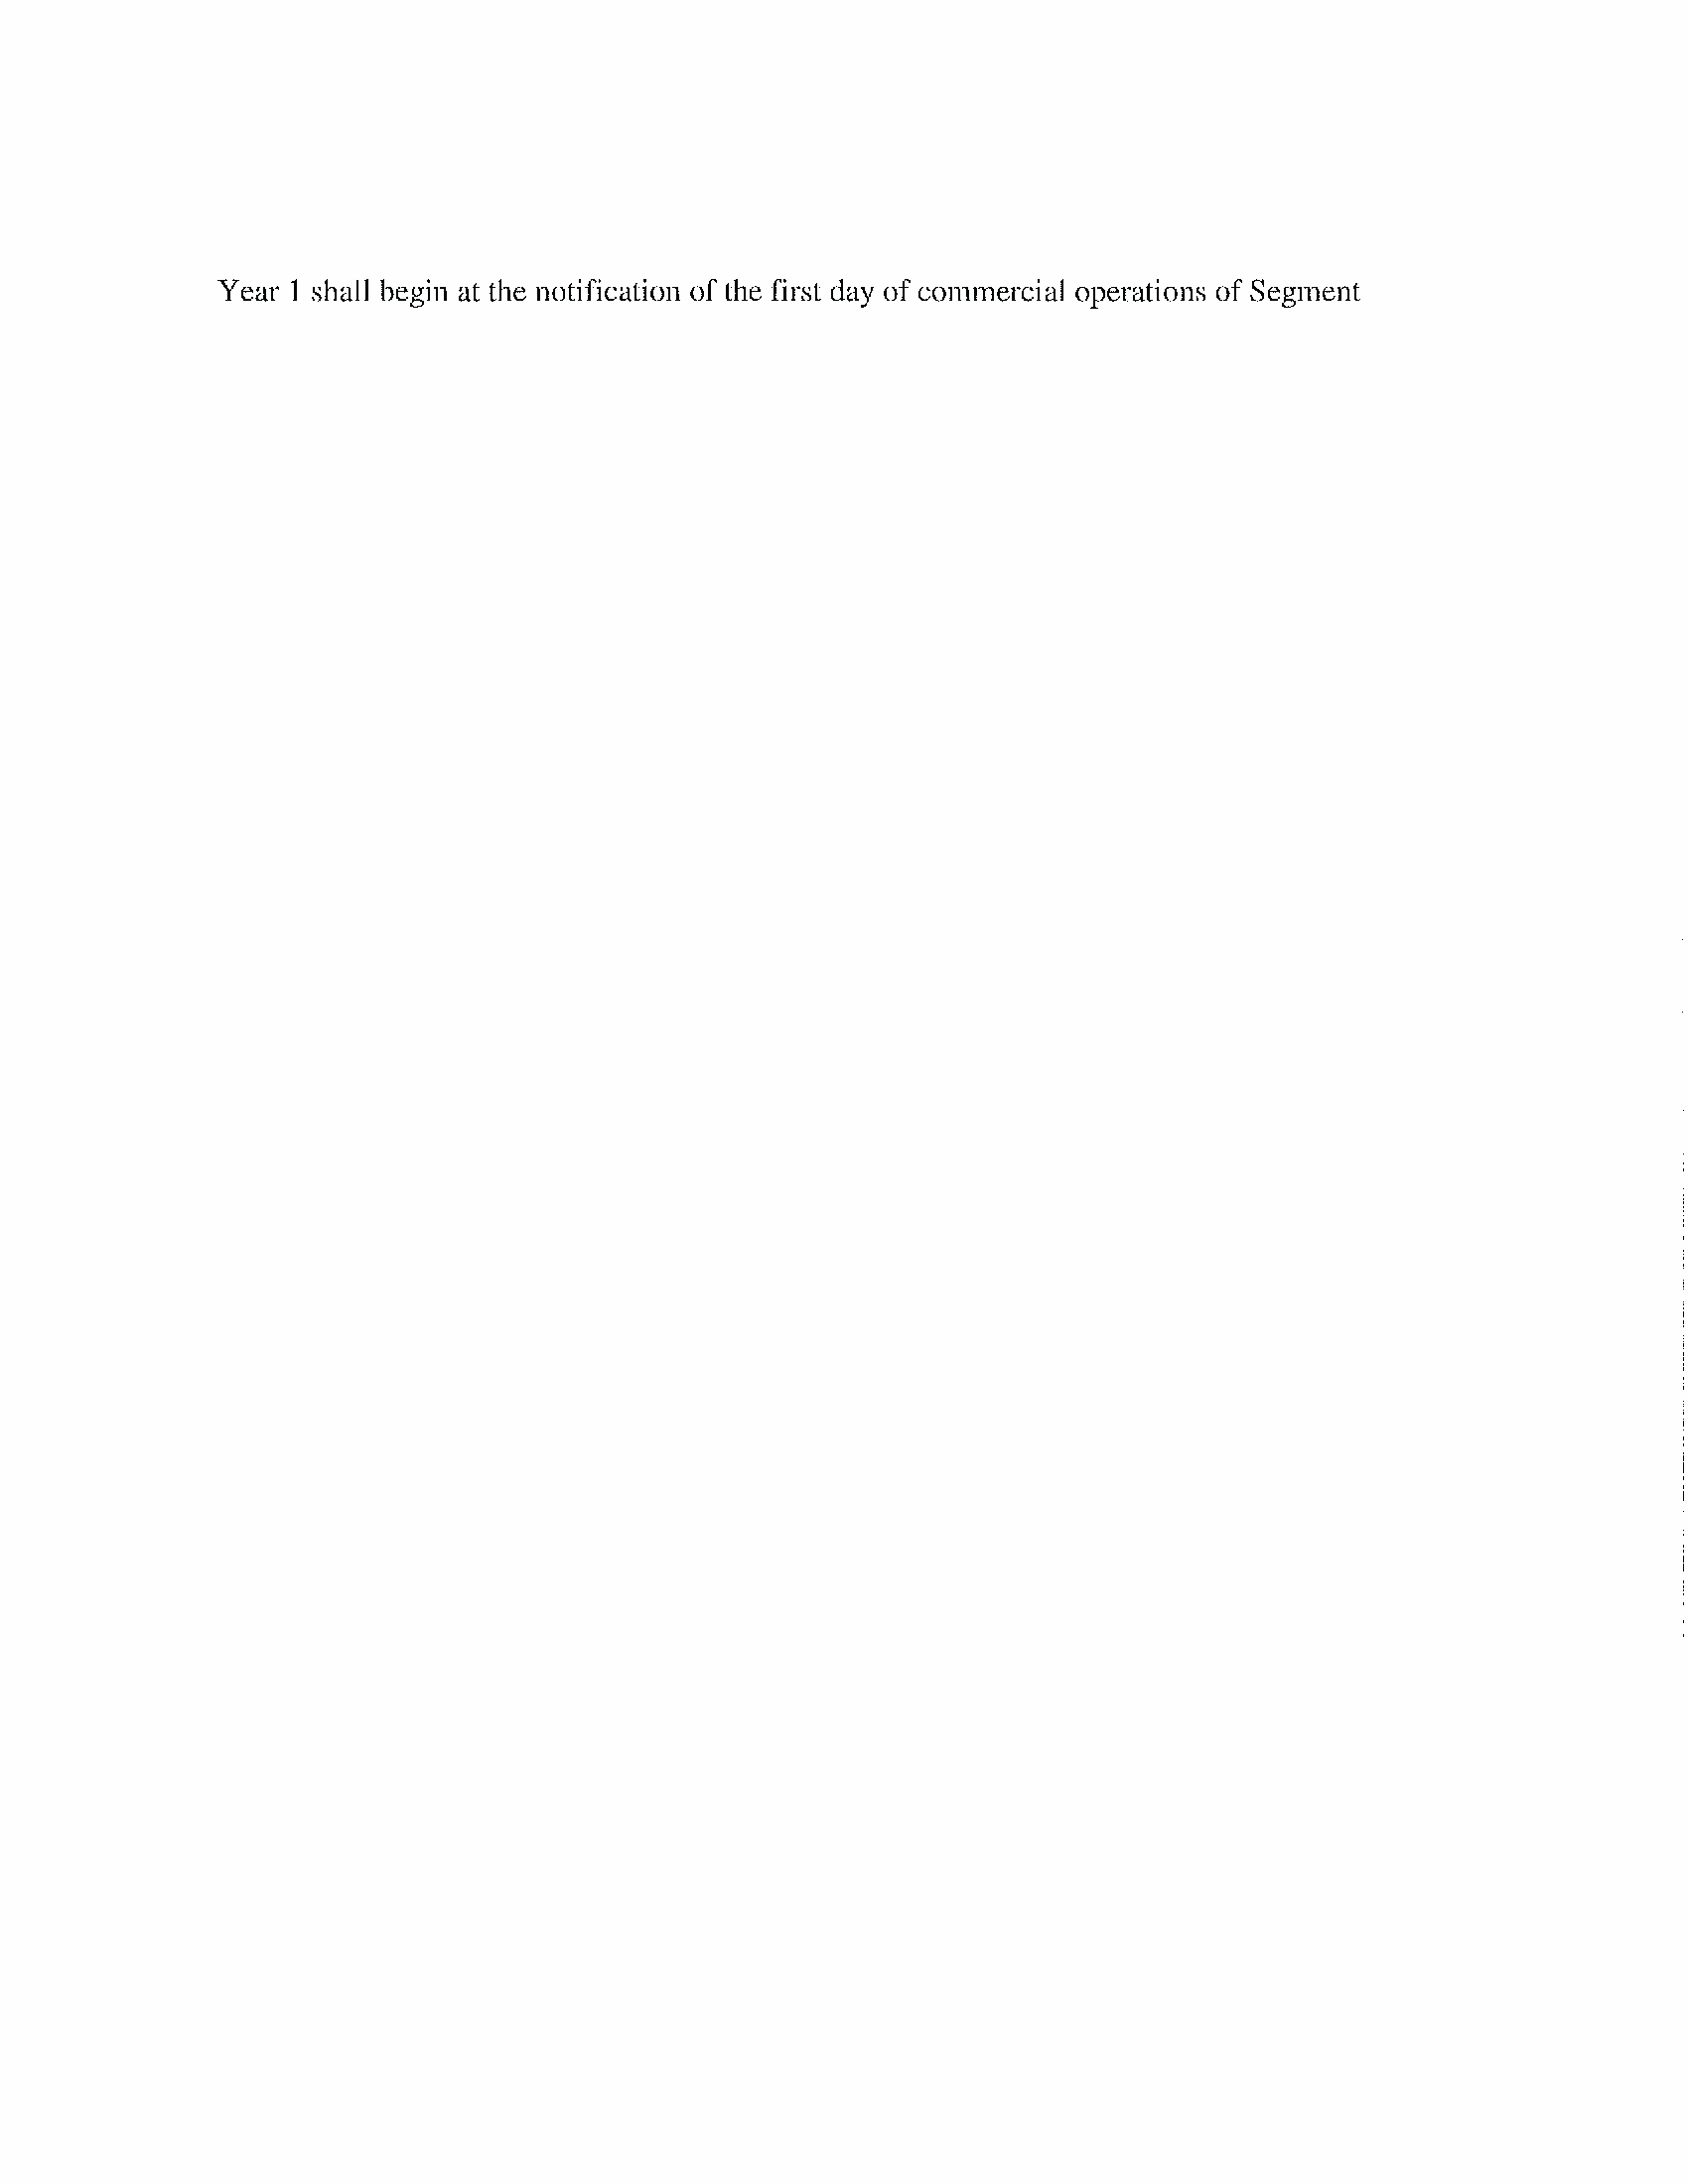 Year 1 shall begin at the notification of the first day of commercial operations of Segment